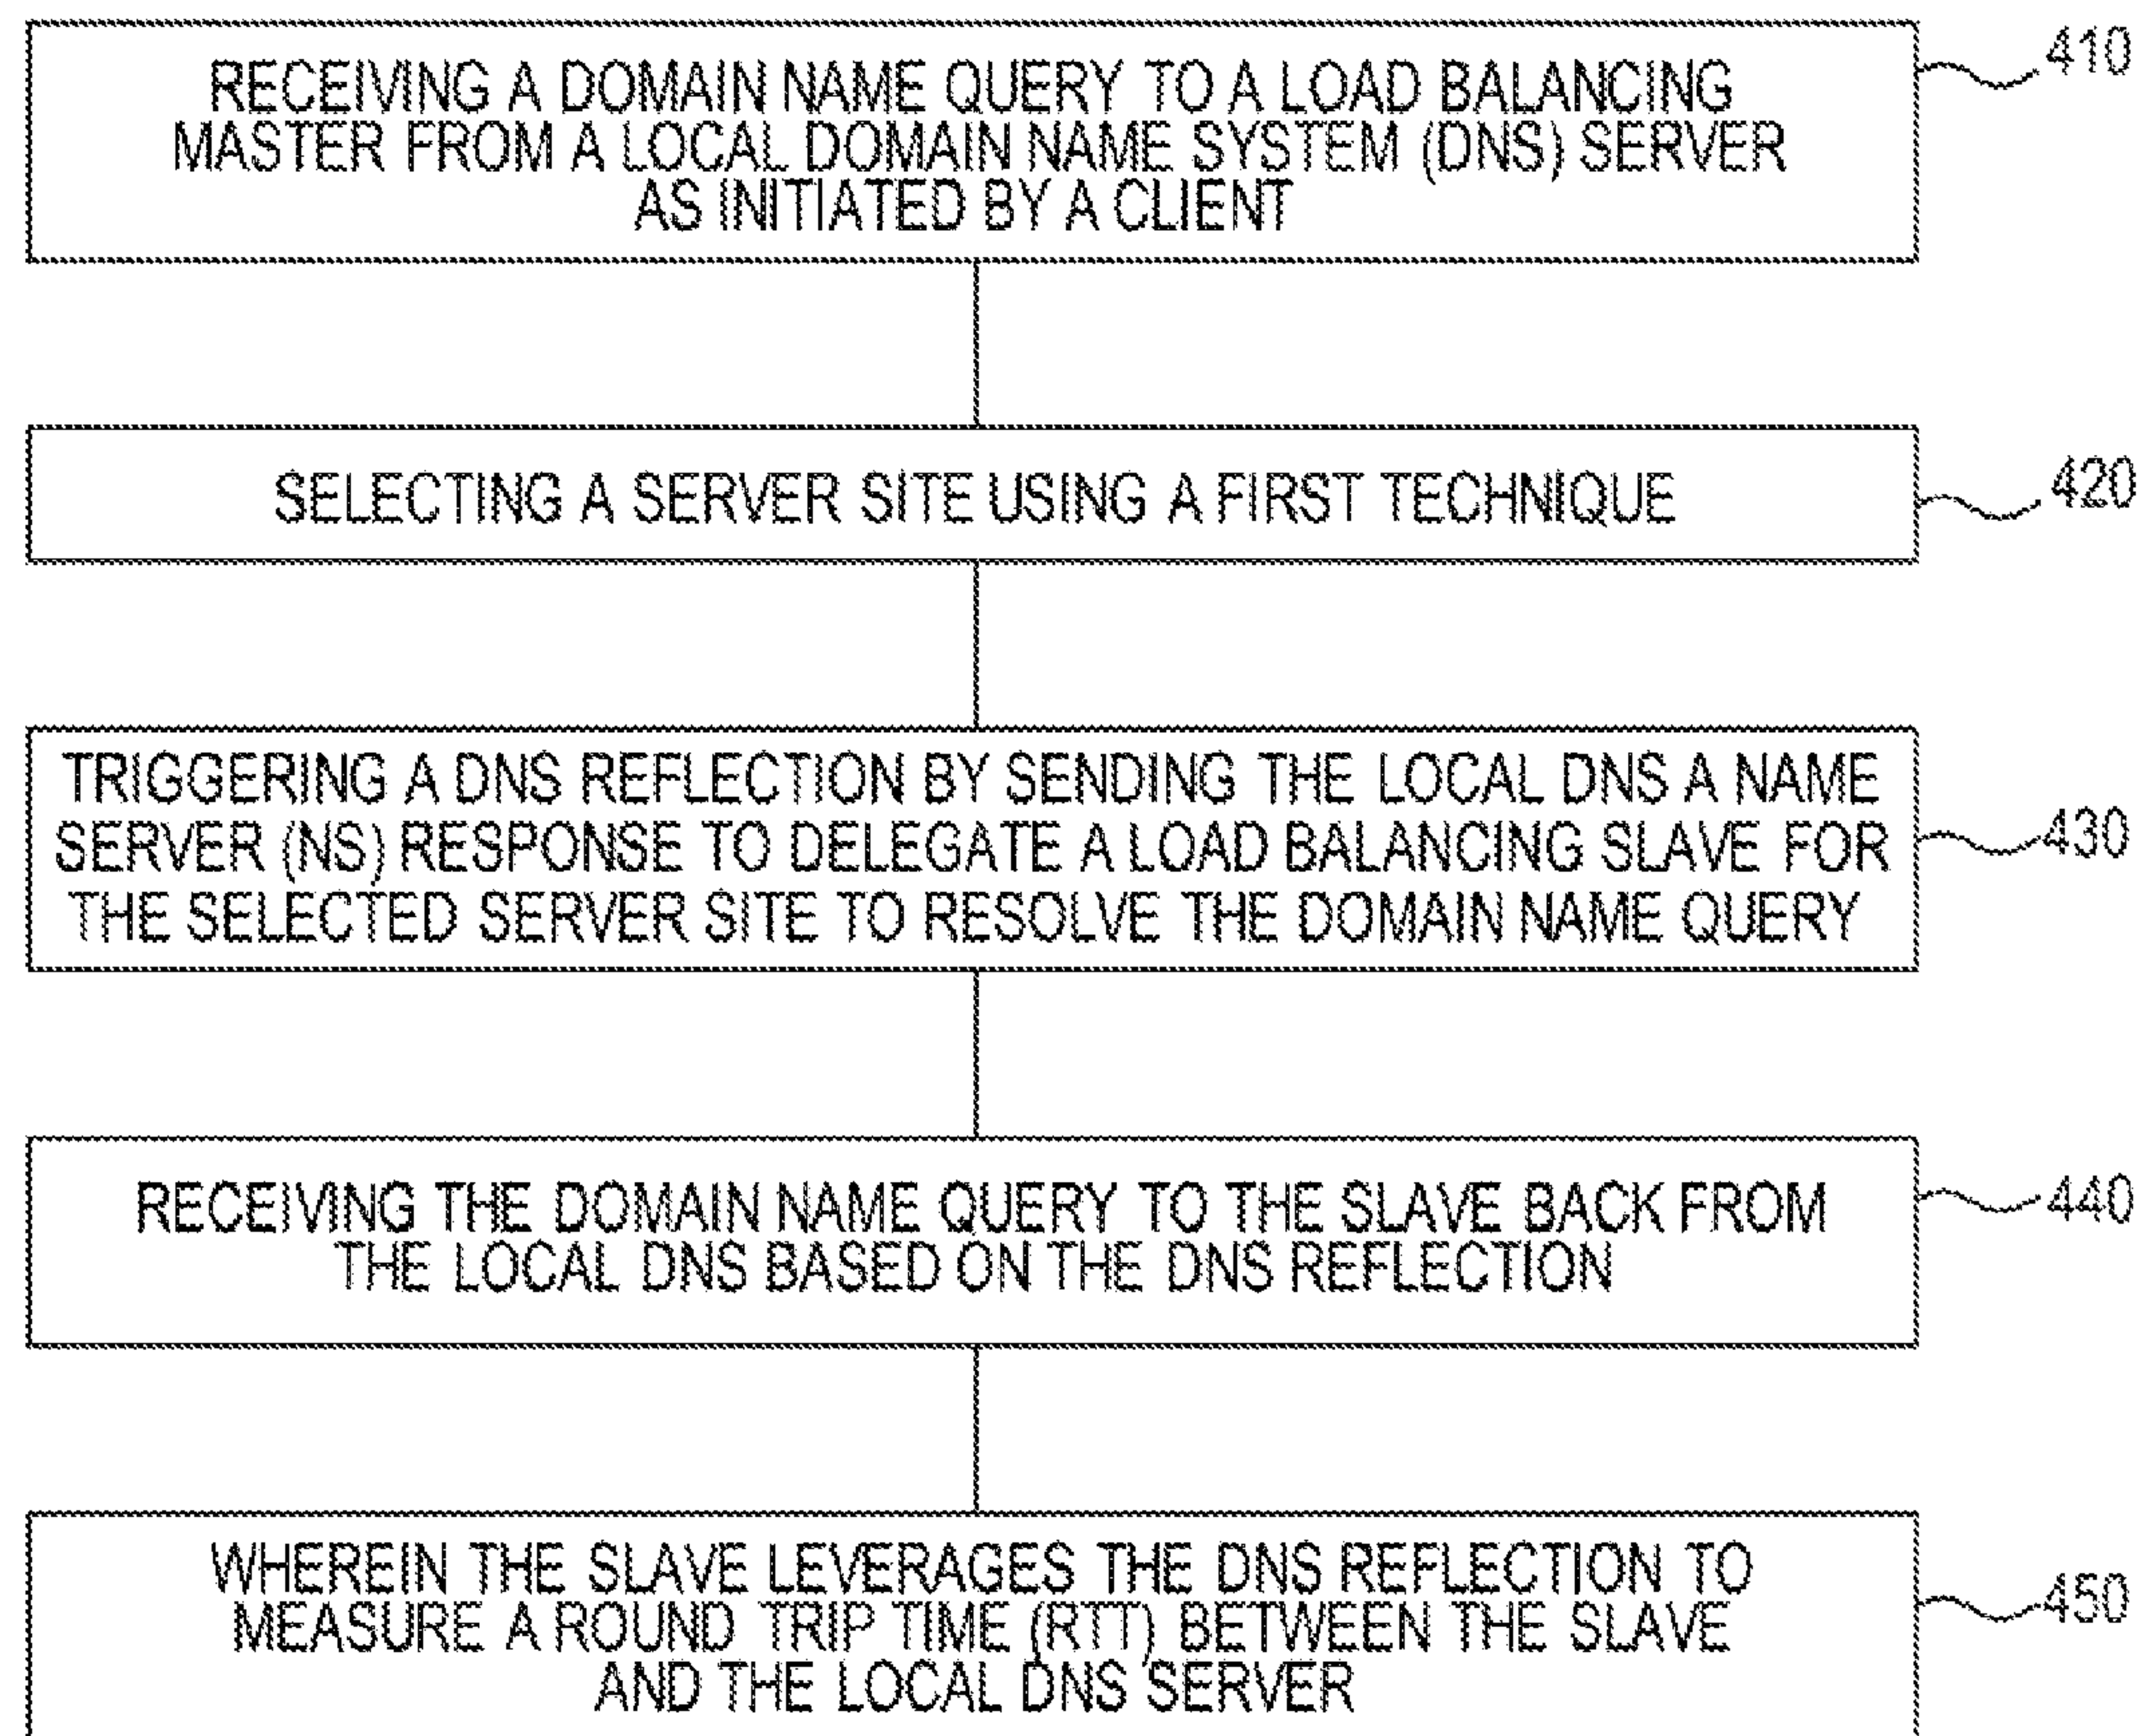 RECEIVING A DOMAIN NAME QUERY TO A LOAD BALANCING
MASTER FROM A LOCAL DOMAIN NAME SYSTEM (DNS) SERVER
AS INITIATED BY A CLIENT
410
SELECTING A SERVER SITE USING A FIRST TECHNIQUE
420
TRIGGERING A DNS REFLECTION BY SENDING THE LOCAL DNS A NAME
SERVER (NS) RESPONSE TO DELEGATE A LOAD BALANCING SLAVE FOR
THE SELECTED SERVER SITE TO RESOLVE THE DOMAIN NAME QUERY
430
RECEIVING THE DOMAIN NAME QUERY TO THE SLAVE BACK FROM
THE LOCAL DNS BASED ON THE DNS REFLECTION
440
WHEREIN THE SLAVE LEVERAGES THE DNS REFLECTION TO
MEASURE A ROUND TRIP TIME (RTT) BETWEEN THE SLAVE
AND THE LOCAL DNS SERVER
450